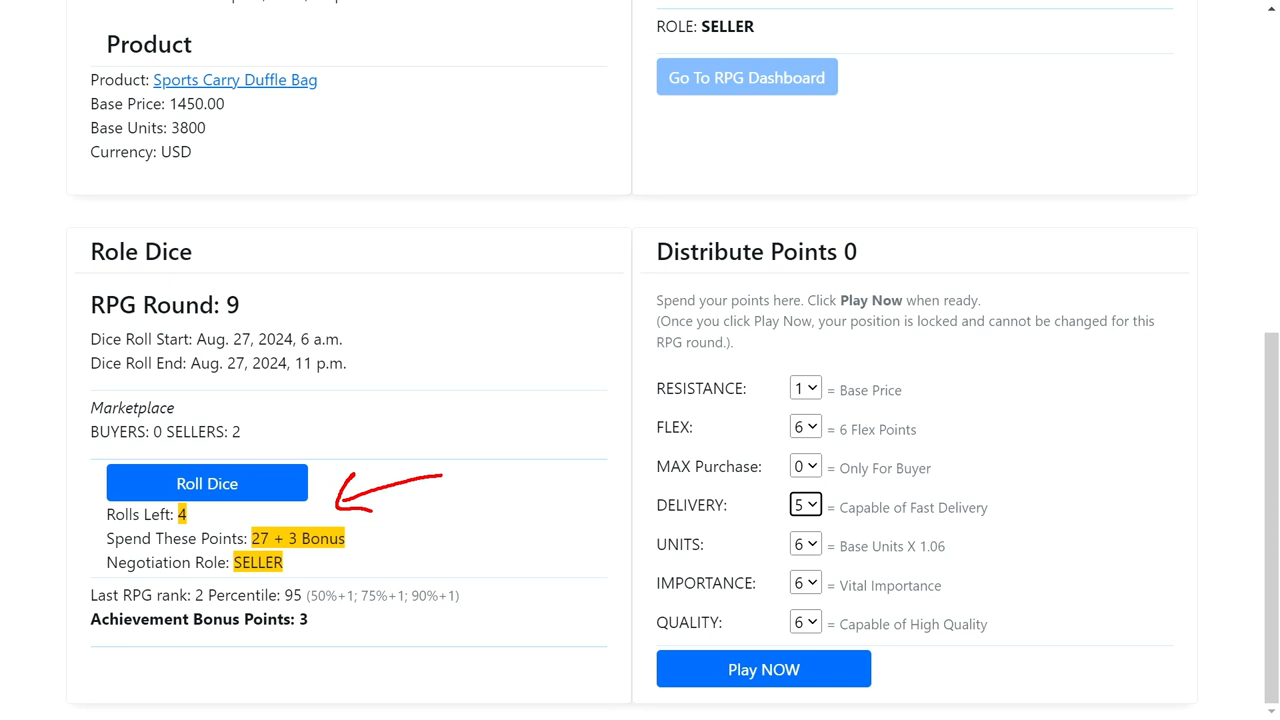 Product
Product: Sports Carry Duffle Bag
Base Price: 1450.00
Base Units: 3800
Currency: USD
ROLE: SELLER
Go To RPG Dashboard
Role Dice
RPG Round: 9
Dice Roll Start: Aug. 27, 2024, 6 a.m.
Dice Roll End: Aug. 27, 2024, 11 p.m.
Marketplace
BUYERS: 0 SELLERS: 2
Roll Dice
Rolls Left: 4
Spend These Points: 27 + 3 Bonus
Negotiation Role: SELLER
Last RPG rank: 2 Percentile: 95 (50%+1; 75%+1; 90%+1)
Achievement Bonus Points: 3
Distribute Points 0
Spend your points here. Click Play Now when ready.
(Once you click Play Now, your position is locked and cannot be changed for this
RPG round.).
RESISTANCE: 1 = Base Price
FLEX: 6 = 6 Flex Points
MAX Purchase: 0 = Only For Buyer
DELIVERY: 5 = Capable of Fast Delivery
UNITS: 6 = Base Units X 1.06
IMPORTANCE: 6 = Vital Importance
QUALITY: 6 = Capable of High Quality
Play NOW